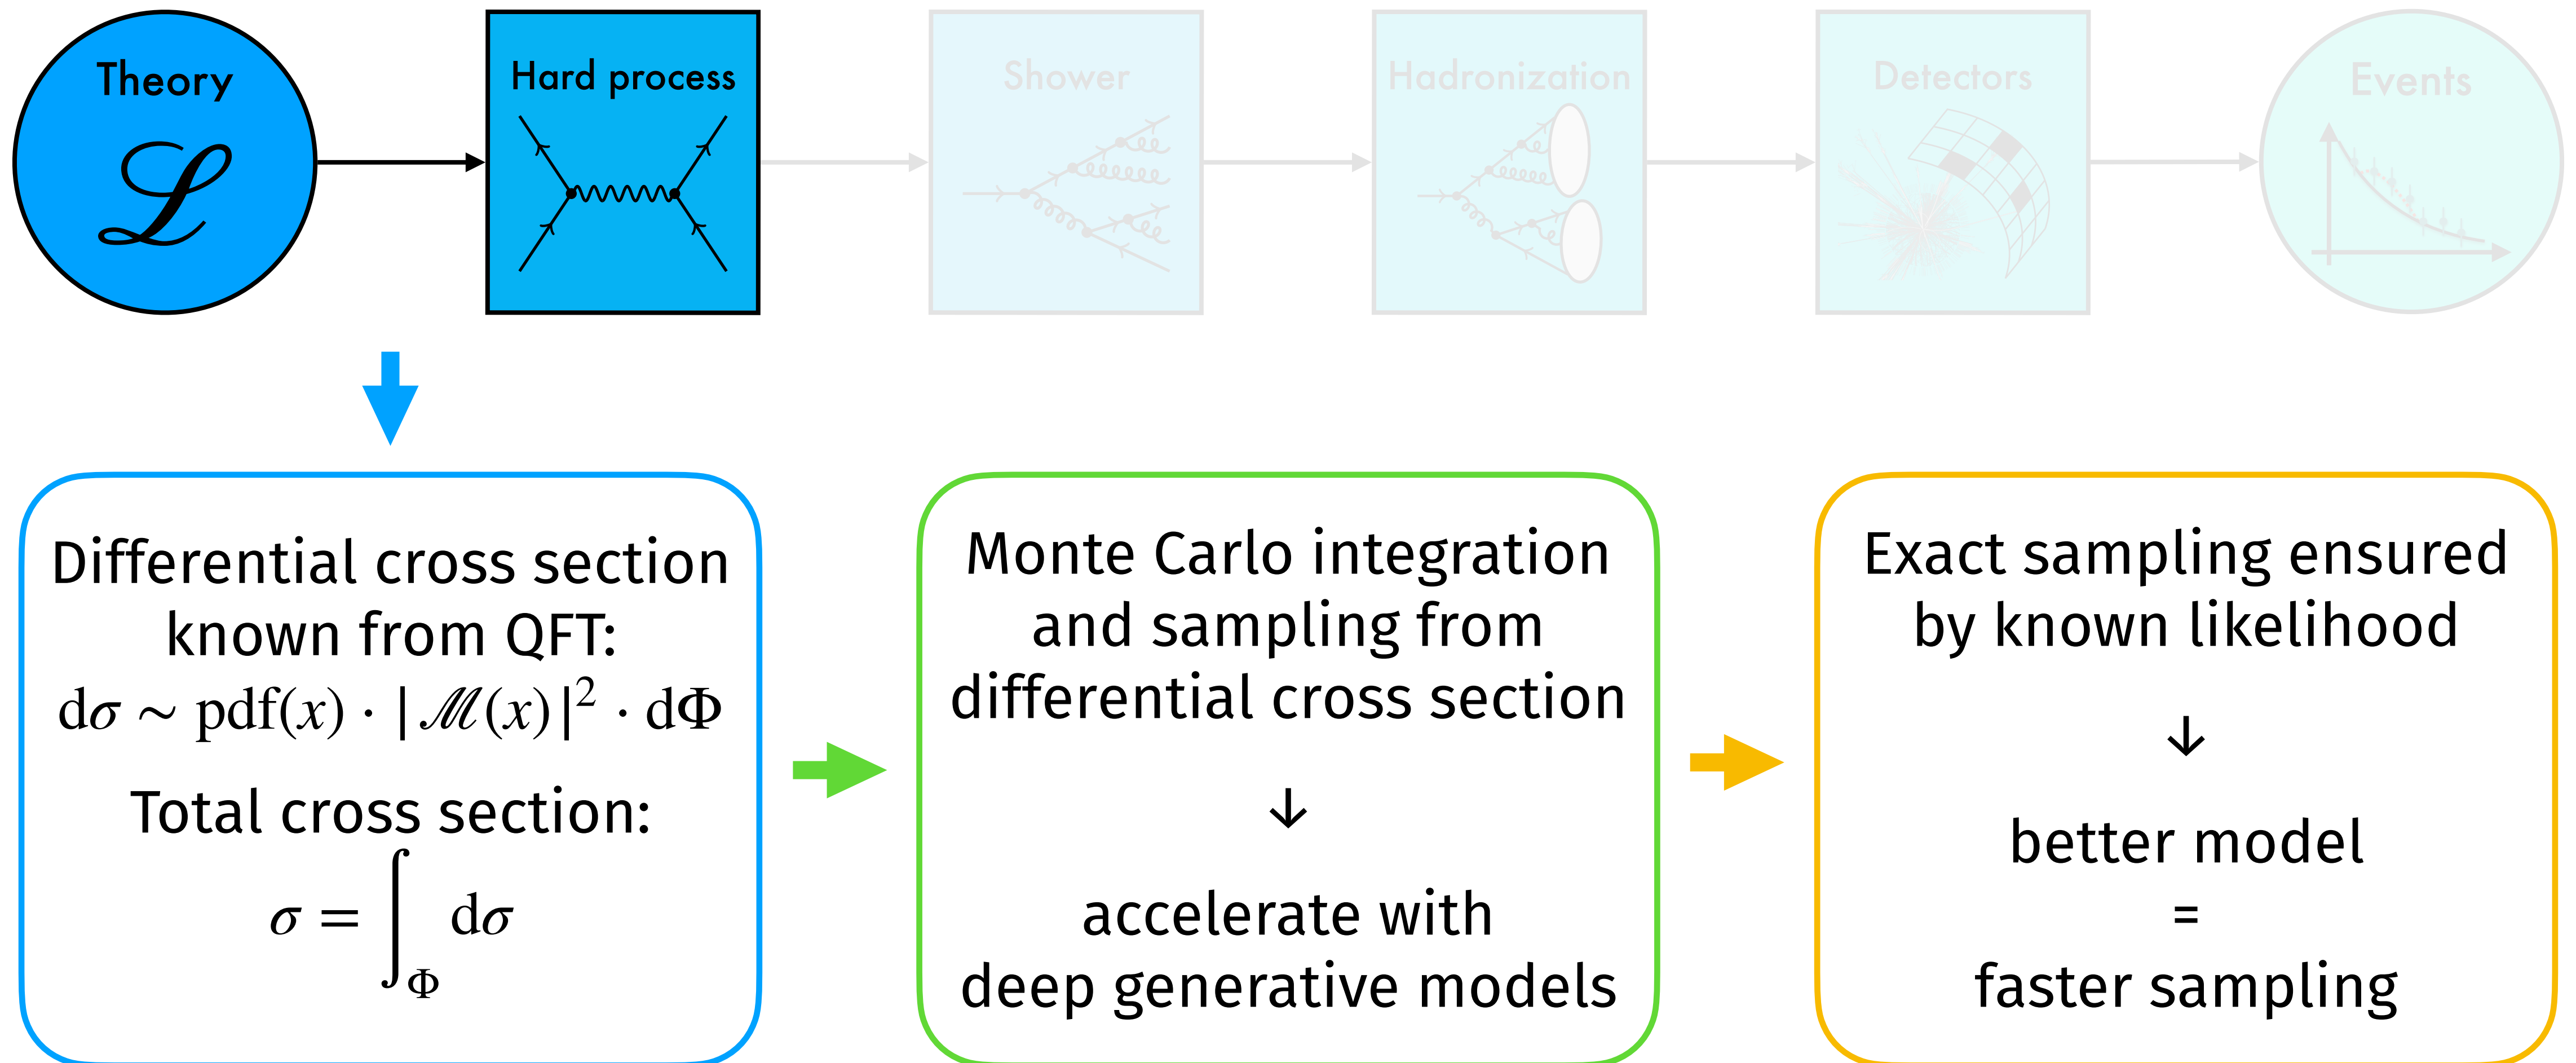 Theory
ℒ
Hard process
Shower
Hadronization
Detectors
Events
Differential cross section
known from QFT:
dσ ∼ pdf(x) · |ℳ(x)|² · dΦ
Total cross section:
σ = ∫_Φ dσ
Monte Carlo integration
and sampling from
differential cross section
↓
accelerate with
deep generative models
Exact sampling ensured
by known likelihood
↓
better model
=
faster sampling